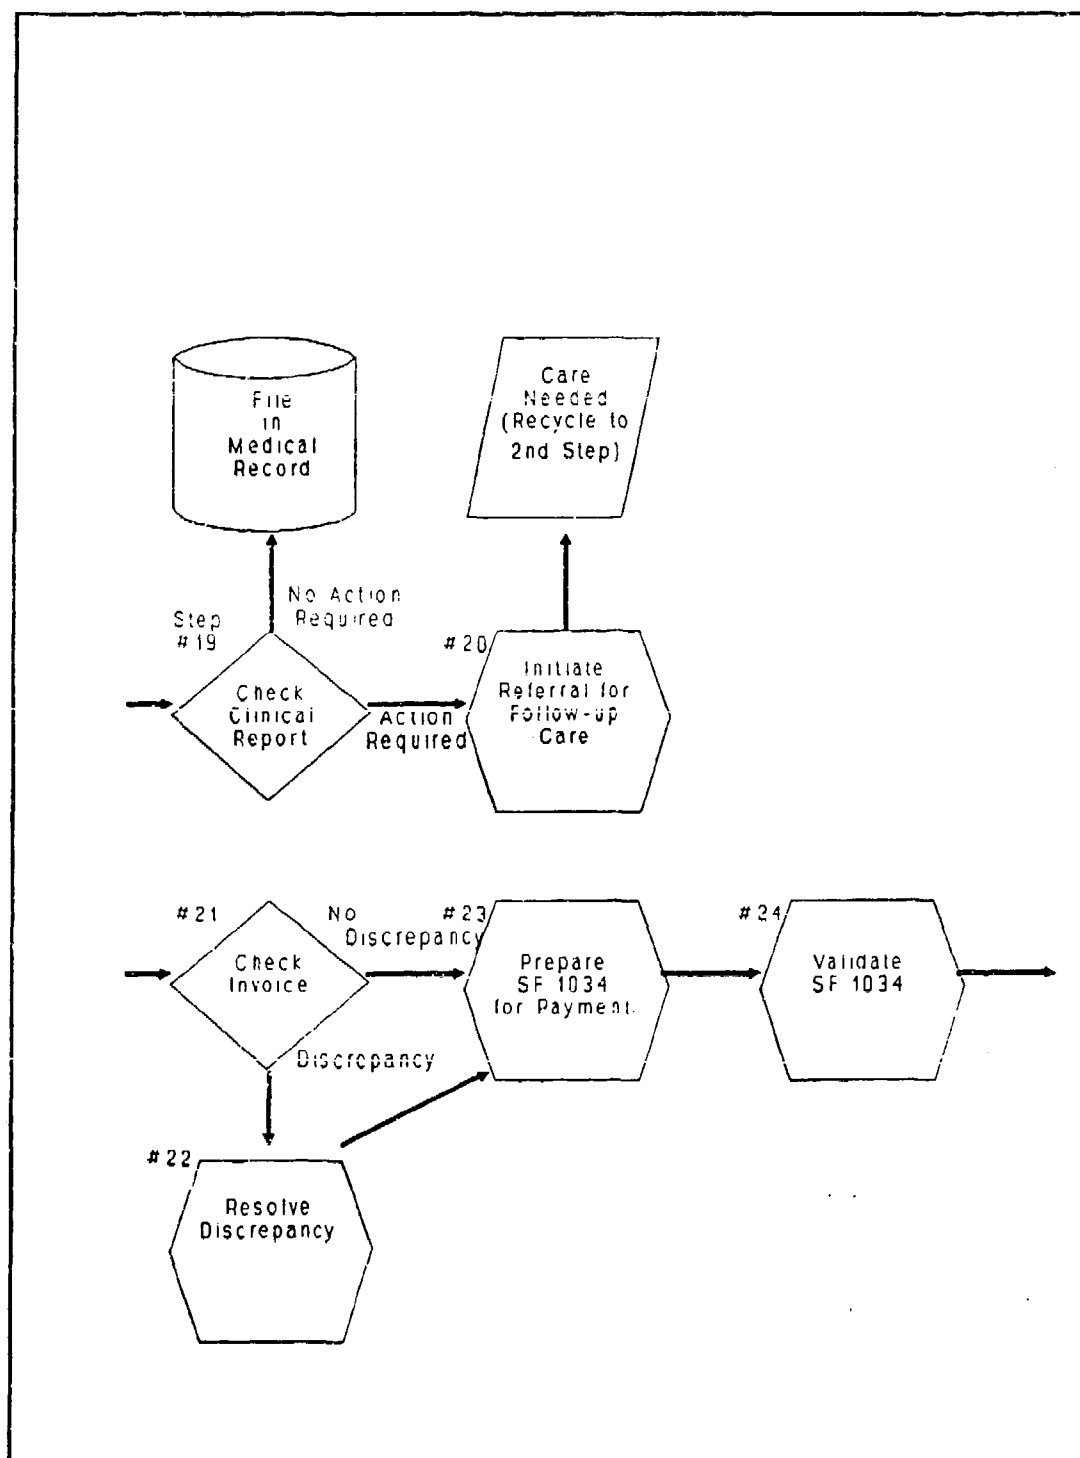 File
in
Medical
Record
Care
Needed
(Recycle to
2nd Step)
No Action
Required
Step
#19
Check
Clinical
Report
Action
Required
#20
Initiate
Referral for
Follow-up
Care
#21
Check
Invoice
No
Discrepancy
Discrepancy
#23
Prepare
SF 1034
for Payment
#24
Validate
SF 1034
#22
Resolve
Discrepancy